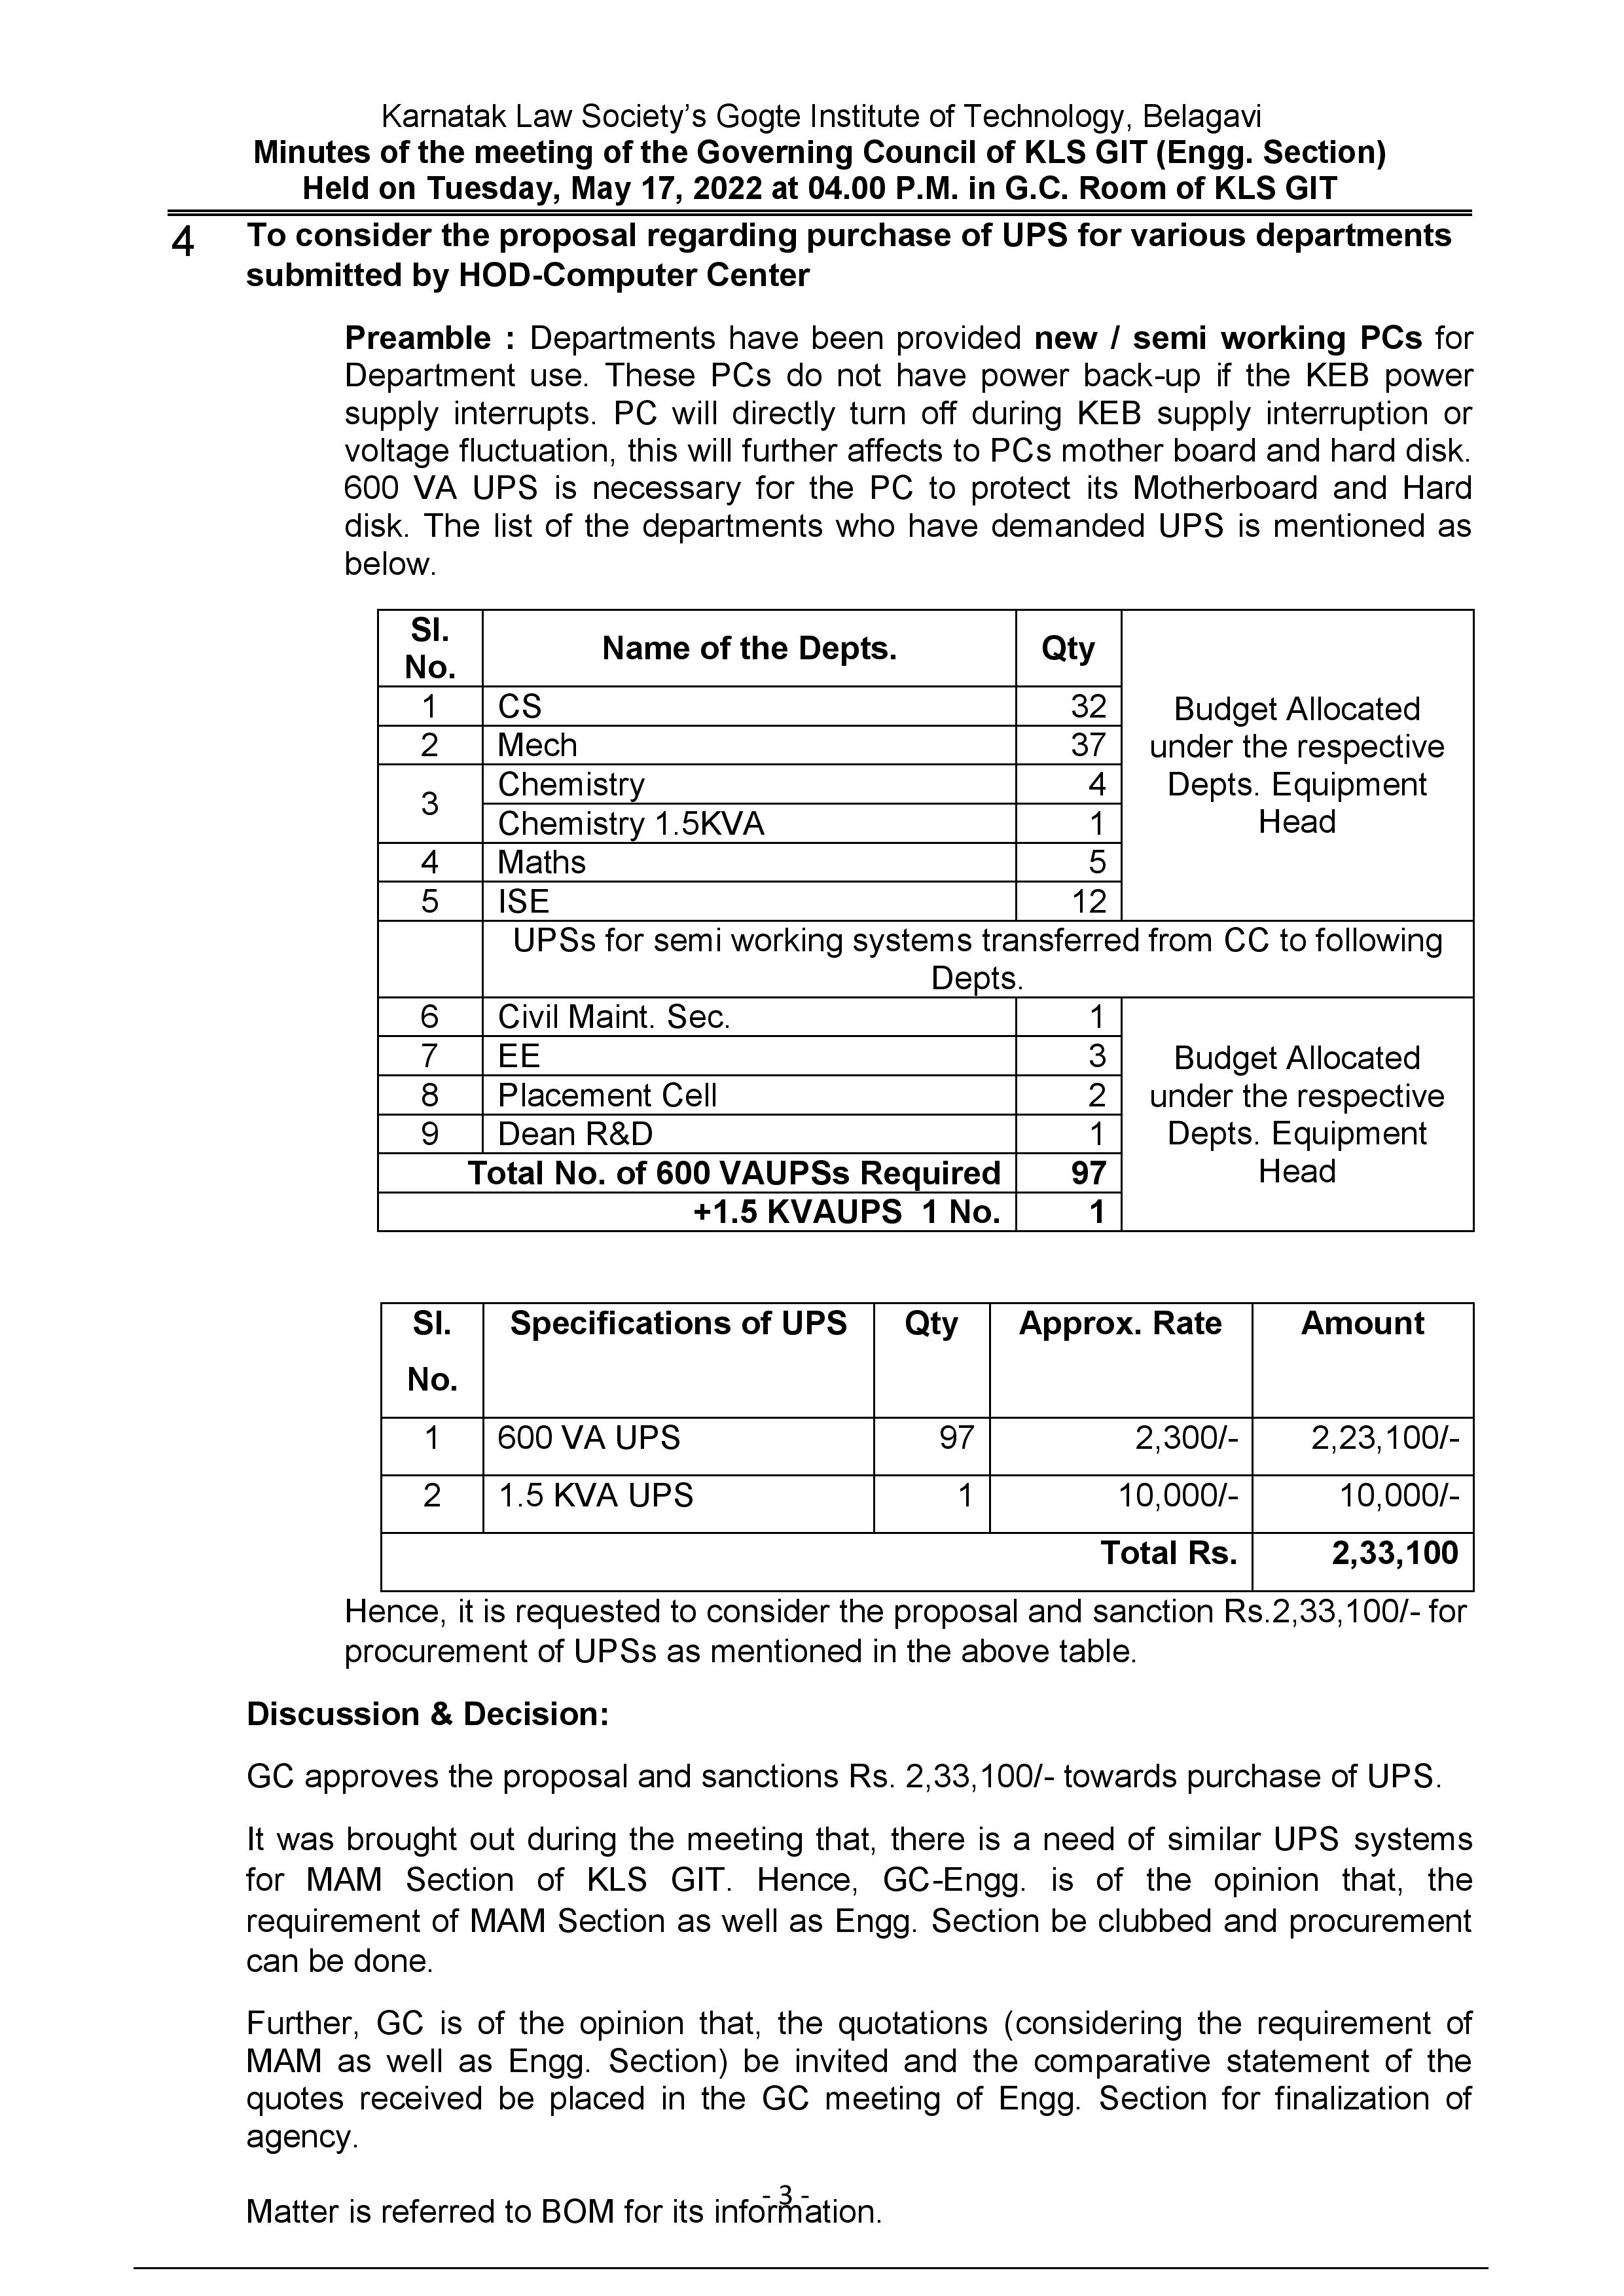 Karnatak Law Society’s Gogte Institute of Technology, Belagavi
Minutes of the meeting of the Governing Council of KLS GIT (Engg. Section)
Held on Tuesday, May 17, 2022 at 04.00 P.M. in G.C. Room of KLS GIT
4 To consider the proposal regarding purchase of UPS for various departments
submitted by HOD-Computer Center
Preamble : Departments have been provided new / semi working PCs for
Department use. These PCs do not have power back-up if the KEB power
supply interrupts. PC will directly turn off during KEB supply interruption or
voltage fluctuation, this will further affects to PCs mother board and hard disk.
600 VA UPS is necessary for the PC to protect its Motherboard and Hard
disk. The list of the departments who have demanded UPS is mentioned as
below.
Sl.
No.
Name of the Depts.
Qty
1 CS 32
2 Mech 37
3
Chemistry 4
Chemistry 1.5KVA 1
4 Maths 5
5 ISE 12
Budget Allocated
under the respective
Depts. Equipment
Head
UPSs for semi working systems transferred from CC to following
Depts.
6 Civil Maint. Sec. 1
7 EE 3
8 Placement Cell 2
9 Dean R&D 1
Total No. of 600 VAUPSs Required 97
+1.5 KVAUPS 1 No. 1
Budget Allocated
under the respective
Depts. Equipment
Head
Sl.
No.
Specifications of UPS Qty Approx. Rate Amount
1 600 VA UPS 97 2,300/- 2,23,100/-
2 1.5 KVA UPS 1 10,000/- 10,000/-
Total Rs. 2,33,100
Hence, it is requested to consider the proposal and sanction Rs.2,33,100/- for
procurement of UPSs as mentioned in the above table.
Discussion & Decision:
GC approves the proposal and sanctions Rs. 2,33,100/- towards purchase of UPS.
It was brought out during the meeting that, there is a need of similar UPS systems
for MAM Section of KLS GIT. Hence, GC-Engg. is of the opinion that, the
requirement of MAM Section as well as Engg. Section be clubbed and procurement
can be done.
Further, GC is of the opinion that, the quotations (considering the requirement of
MAM as well as Engg. Section) be invited and the comparative statement of the
quotes received be placed in the GC meeting of Engg. Section for finalization of
agency.
- 3 -
Matter is referred to BOM for its information.